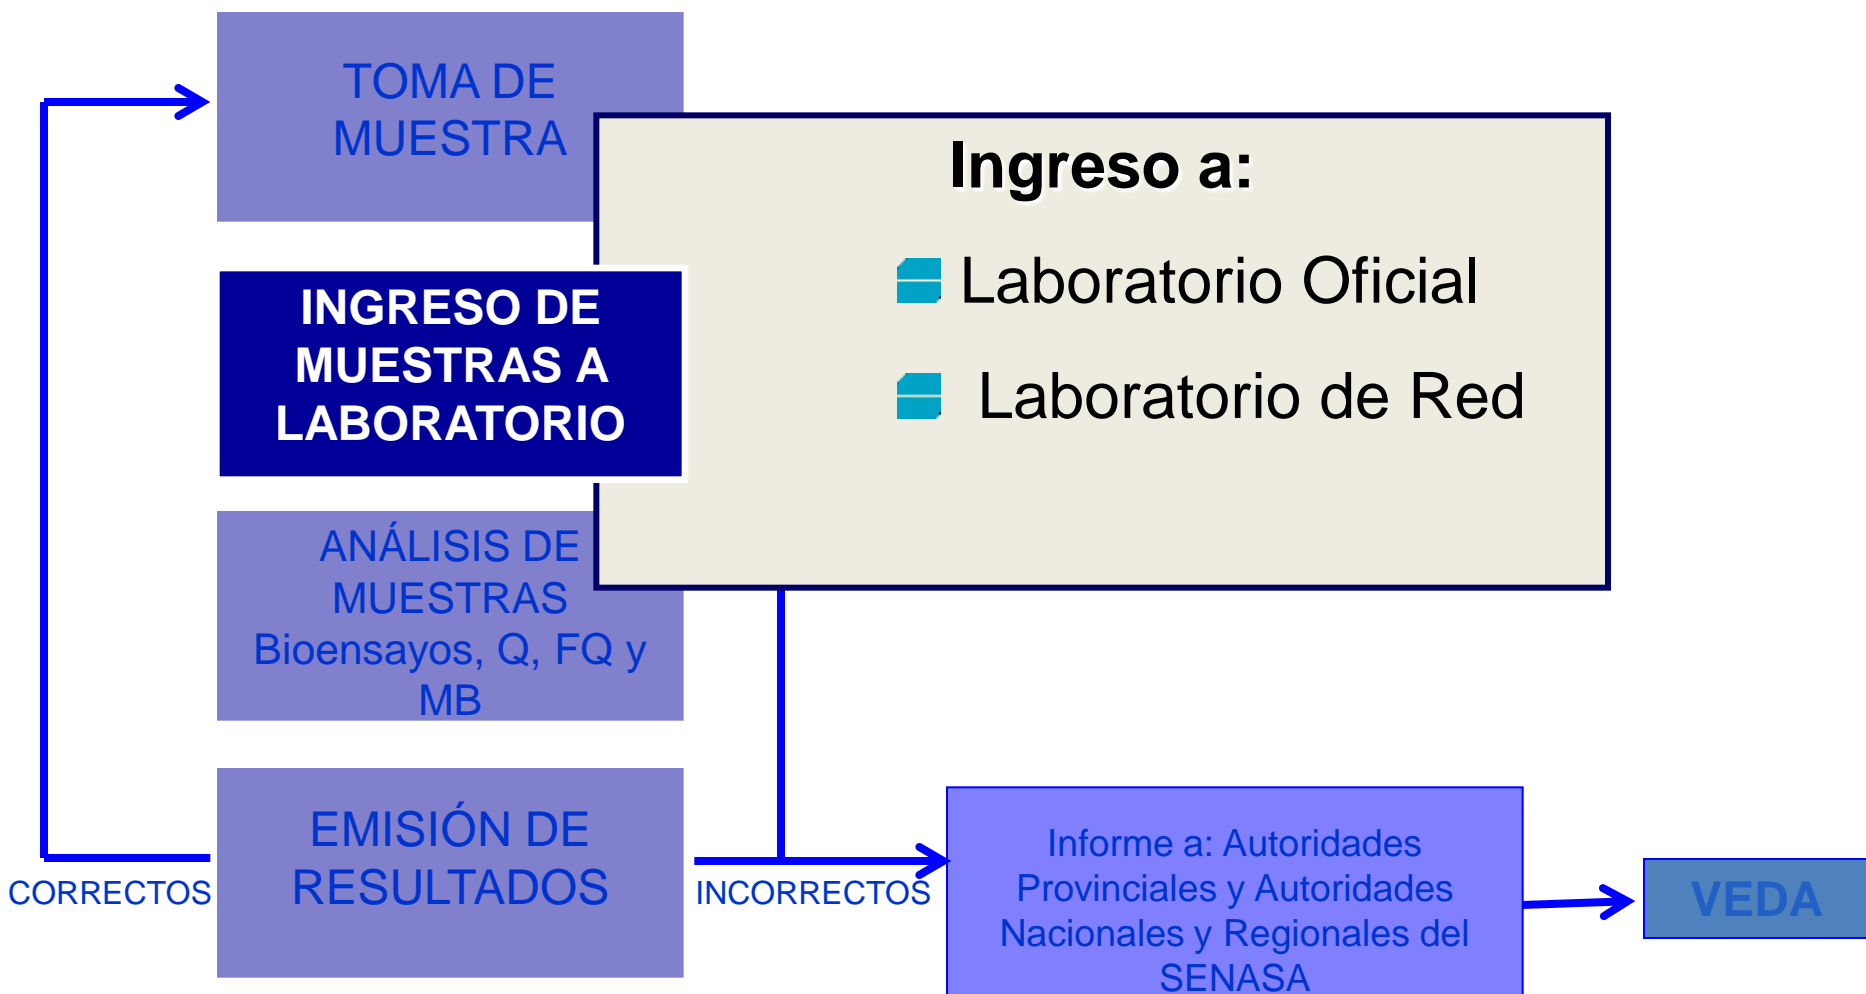 TOMA DE
MUESTRA
Ingreso a:
Laboratorio Oficial
Laboratorio de Red
INGRESO DE
MUESTRAS A
LABORATORIO
ANÁLISIS DE
MUESTRAS
Bioensayos, Q, FQ y
MB
EMISIÓN DE
RESULTADOS
CORRECTOS
INCORRECTOS
Informe a: Autoridades
Provinciales y Autoridades
Nacionales y Regionales del
SENASA
VEDA